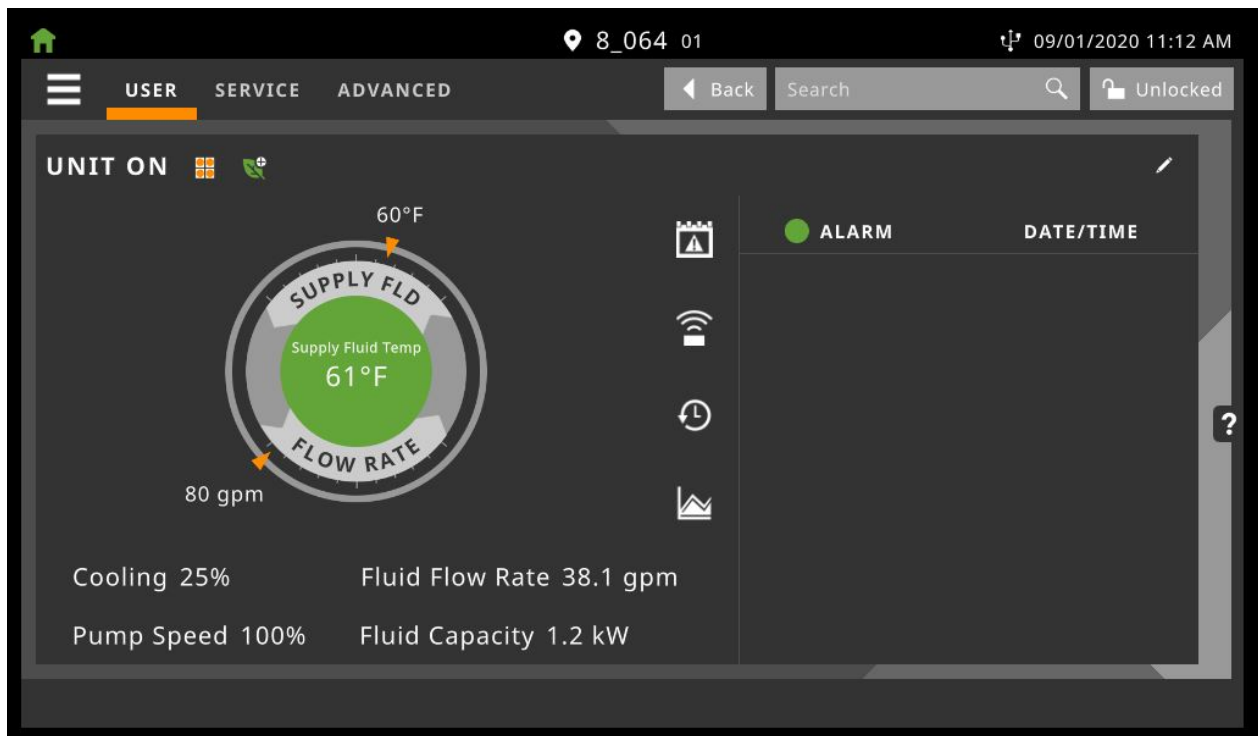 8_064 01
09/01/2020 11:12 AM
USER SERVICE ADVANCED
Back
Search
Unlocked
UNIT ON
60°F
SUPPLY FLD
Supply Fluid Temp
61°F
FLOW RATE
80 gpm
Cooling 25%
Fluid Flow Rate 38.1 gpm
Pump Speed 100%
Fluid Capacity 1.2 kW
ALARM
DATE/TIME
?